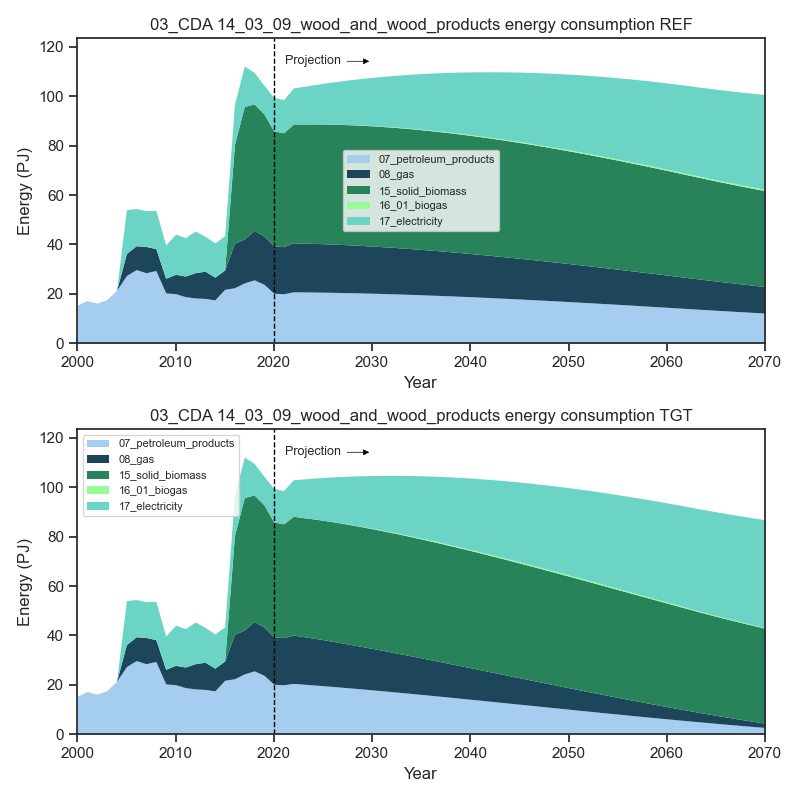 03_CDA 14_03_09_wood_and_wood_products energy consumption REF
120
100
80
60
40
20
0
Energy (PJ)
Projection
07_petroleum_products
08_gas
15_solid_biomass
16_01_biogas
17_electricity
2000 2010 2020 2030 2040 2050 2060 2070
Year
03_CDA 14_03_09_wood_and_wood_products energy consumption TGT
120
100
80
60
40
20
0
Energy (PJ)
07_petroleum_products
08_gas
15_solid_biomass
16_01_biogas
17_electricity
Projection
2000 2010 2020 2030 2040 2050 2060 2070
Year